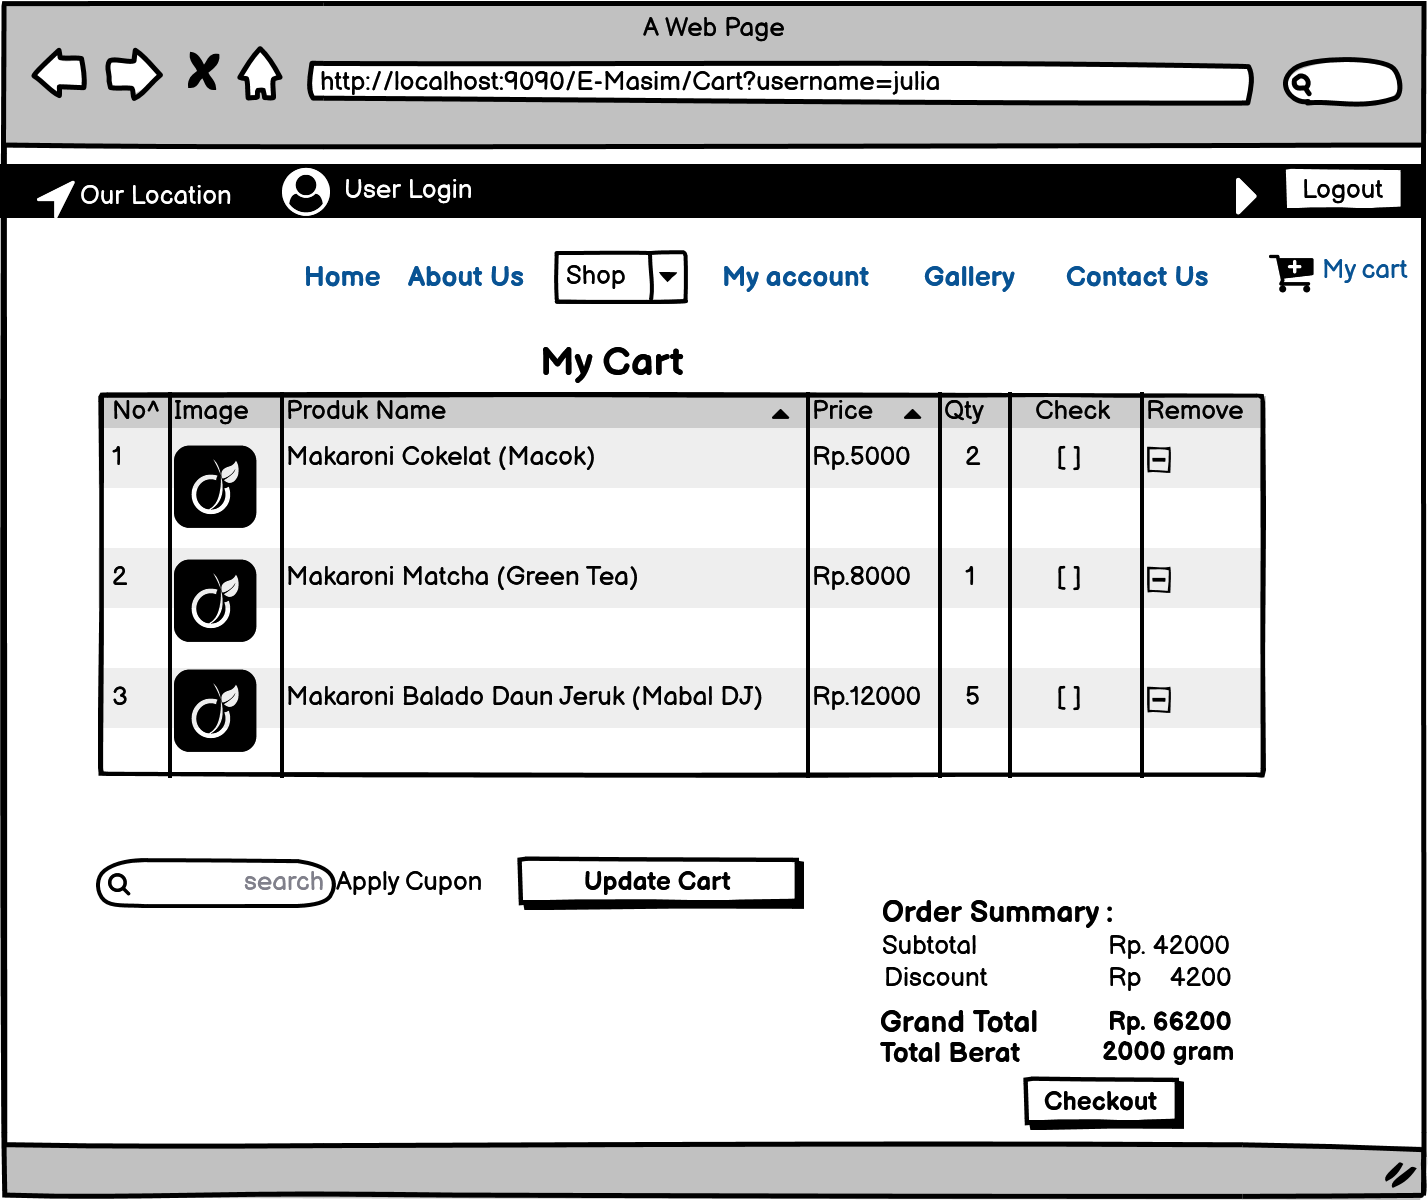 A Web Page
http://localhost:9090/E-Masim/Cart?username=julia
Our Location User Login Logout
Home About Us Shop My account Gallery Contact Us My cart
My Cart
No^ Image Produk Name Price Qty Check Remove
1 Makaroni Cokelat (Macok) Rp.5000 2 [ ]
2 Makaroni Matcha (Green Tea) Rp.8000 1 [ ]
3 Makaroni Balado Daun Jeruk (Mabal DJ) Rp.12000 5 [ ]
search Apply Cupon Update Cart
Order Summary :
Subtotal Rp. 42000
Discount Rp 4200
Grand Total Rp. 66200
Total Berat 2000 gram
Checkout